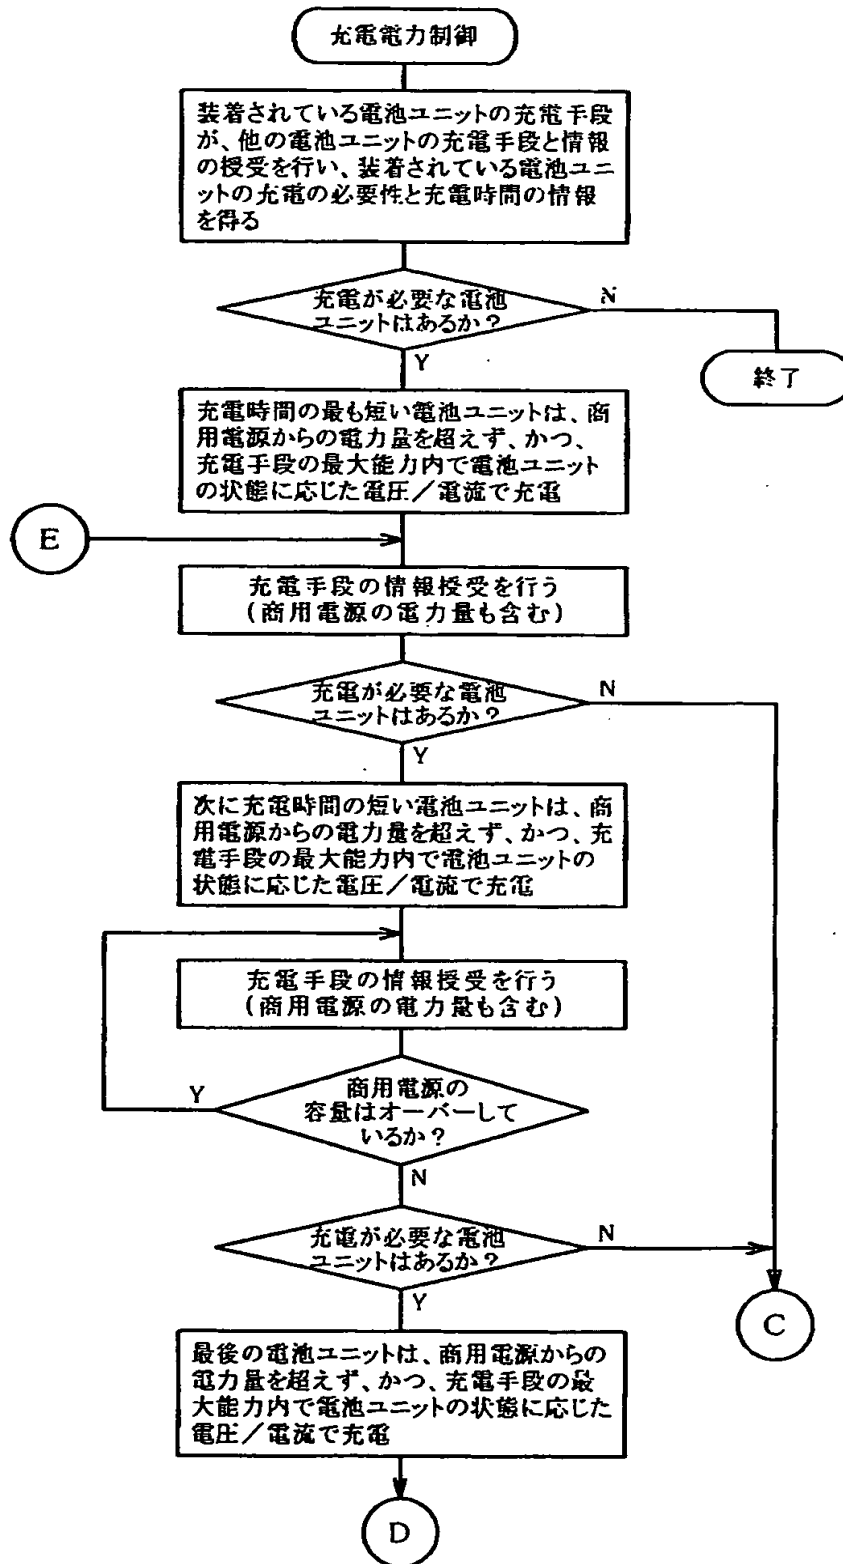 充電電力制御
装着されている電池ユニットの充電手段
が、他の電池ユニットの充電手段と情報
の授受を行い、装着されている電池ユニ
ットの充電の必要性と充電時間の情報
を得る
充電が必要な電池
ユニットはあるか?
N
Y
終了
充電時間の最も短い電池ユニットは、商
用電源からの電力量を超えず、かつ、
充電手段の最大能力内で電池ユニット
の状態に応じた電圧/電流で充電
E
充電手段の情報授受を行う
(商用電源の電力量も含む)
充電が必要な電池
ユニットはあるか?
N
Y
次に充電時間の短い電池ユニットは、商
用電源からの電力量を超えず、かつ、充
電手段の最大能力内で電池ユニットの
状態に応じた電圧/電流で充電
充電手段の情報授受を行う
(商用電源の電力量も含む)
Y
商用電源の
容量はオーバーして
いるか?
N
充電が必要な電池
ユニットはあるか?
N
Y
C
最後の電池ユニットは、商用電源からの
電力量を超えず、かつ、充電手段の最
大能力内で電池ユニットの状態に応じた
電圧/電流で充電
D